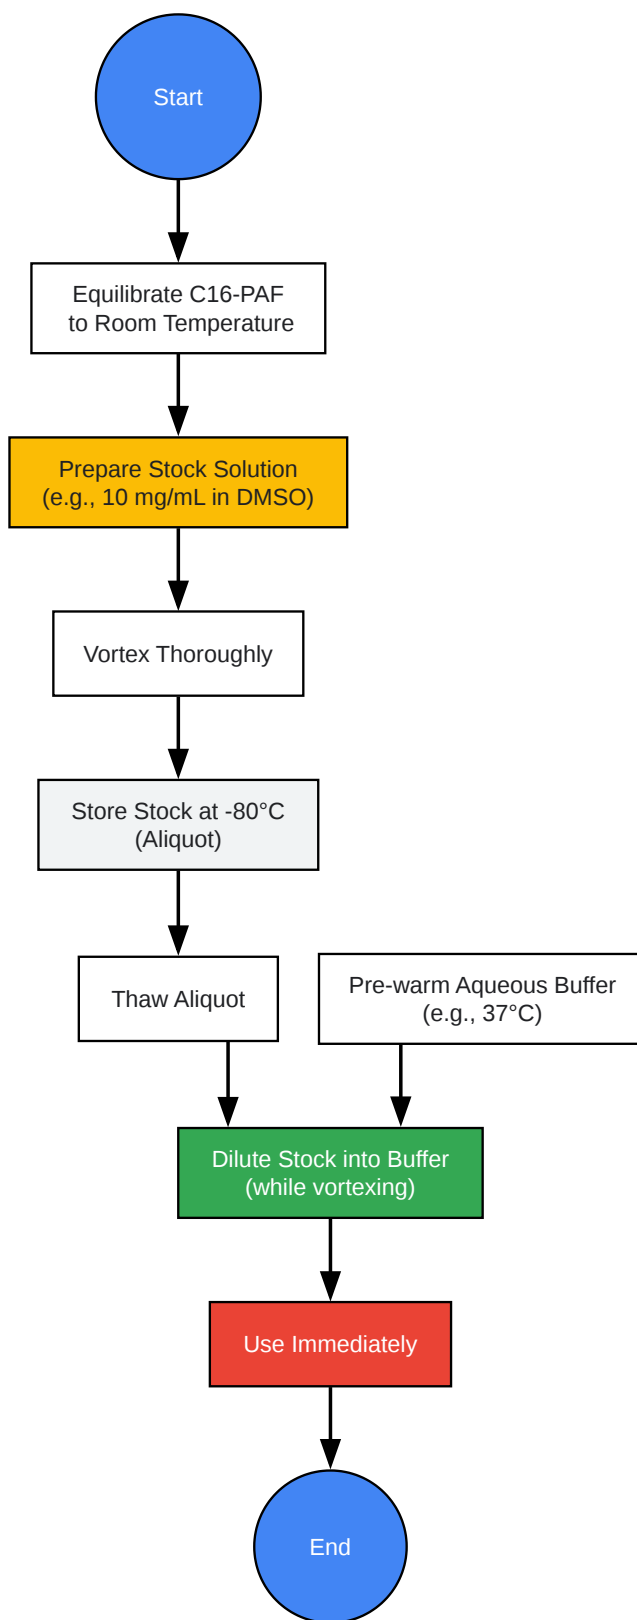 Start
Equilibrate C16-PAF
to Room Temperature
Prepare Stock Solution
(e.g., 10 mg/mL in DMSO)
Vortex Thoroughly
Store Stock at -80°C
(Aliquot)
Thaw Aliquot
Pre-warm Aqueous Buffer
(e.g., 37°C)
Dilute Stock into Buffer
(while vortexing)
Use Immediately
End